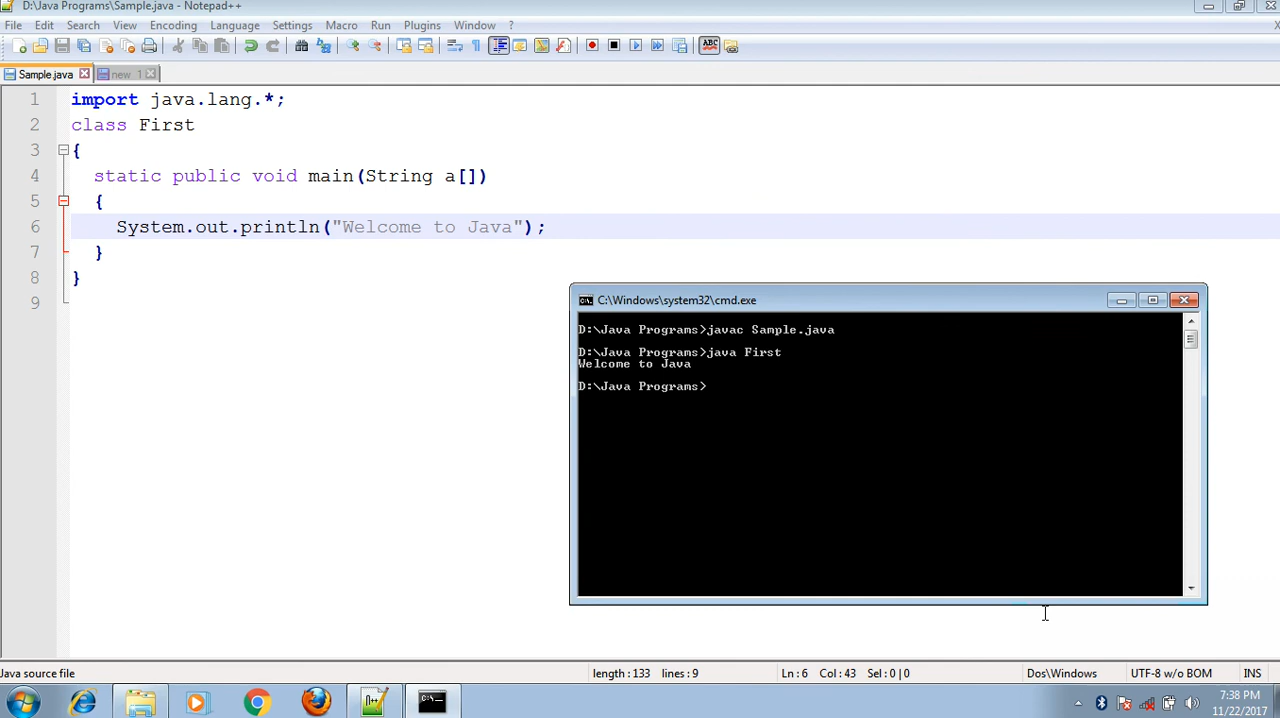 D:\Java Programs\Sample.java - Notepad++
File Edit Search View Encoding Language Settings Macro Run Plugins Window ?
Sample.java new 1
1 import java.lang.*;
2 class First
3 {
4 static public void main(String a[])
5 {
6 System.out.println("Welcome to Java");
7 }
8 }
9
C:\Windows\system32\cmd.exe
D:\Java Programs>javac Sample.java
D:\Java Programs>java First
Welcome to Java
D:\Java Programs>
Java source file length : 133 lines : 9 Ln : 6 Col : 43 Sel : 0 | 0 Dos\Windows UTF-8 w/o BOM INS
7:38 PM
11/22/2017